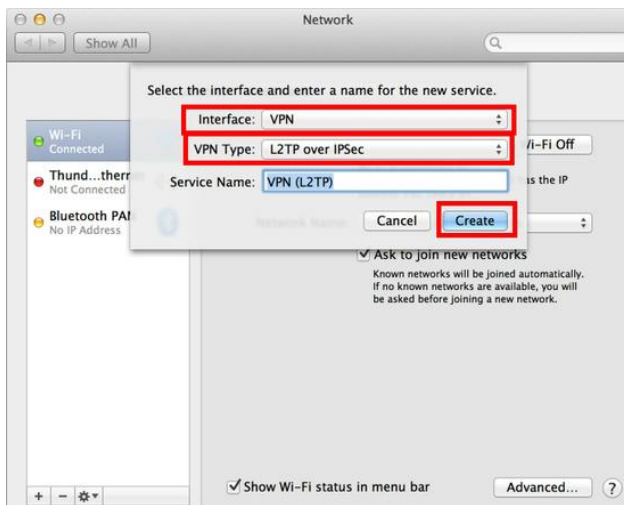 Network
Show All
Select the interface and enter a name for the new service.
Interface: VPN
VPN Type: L2TP over IPSec
Service Name: VPN (L2TP)
Cancel Create
Wi-Fi
Connected
Thund...ther
Not Connected
Bluetooth PA
No IP Address
i-Fi Off
as the IP
Network Name:
Ask to join new networks
Known networks will be joined automatically.
If no known networks are available, you will
be asked before joining a new network.
Show Wi-Fi status in menu bar
Advanced...
?